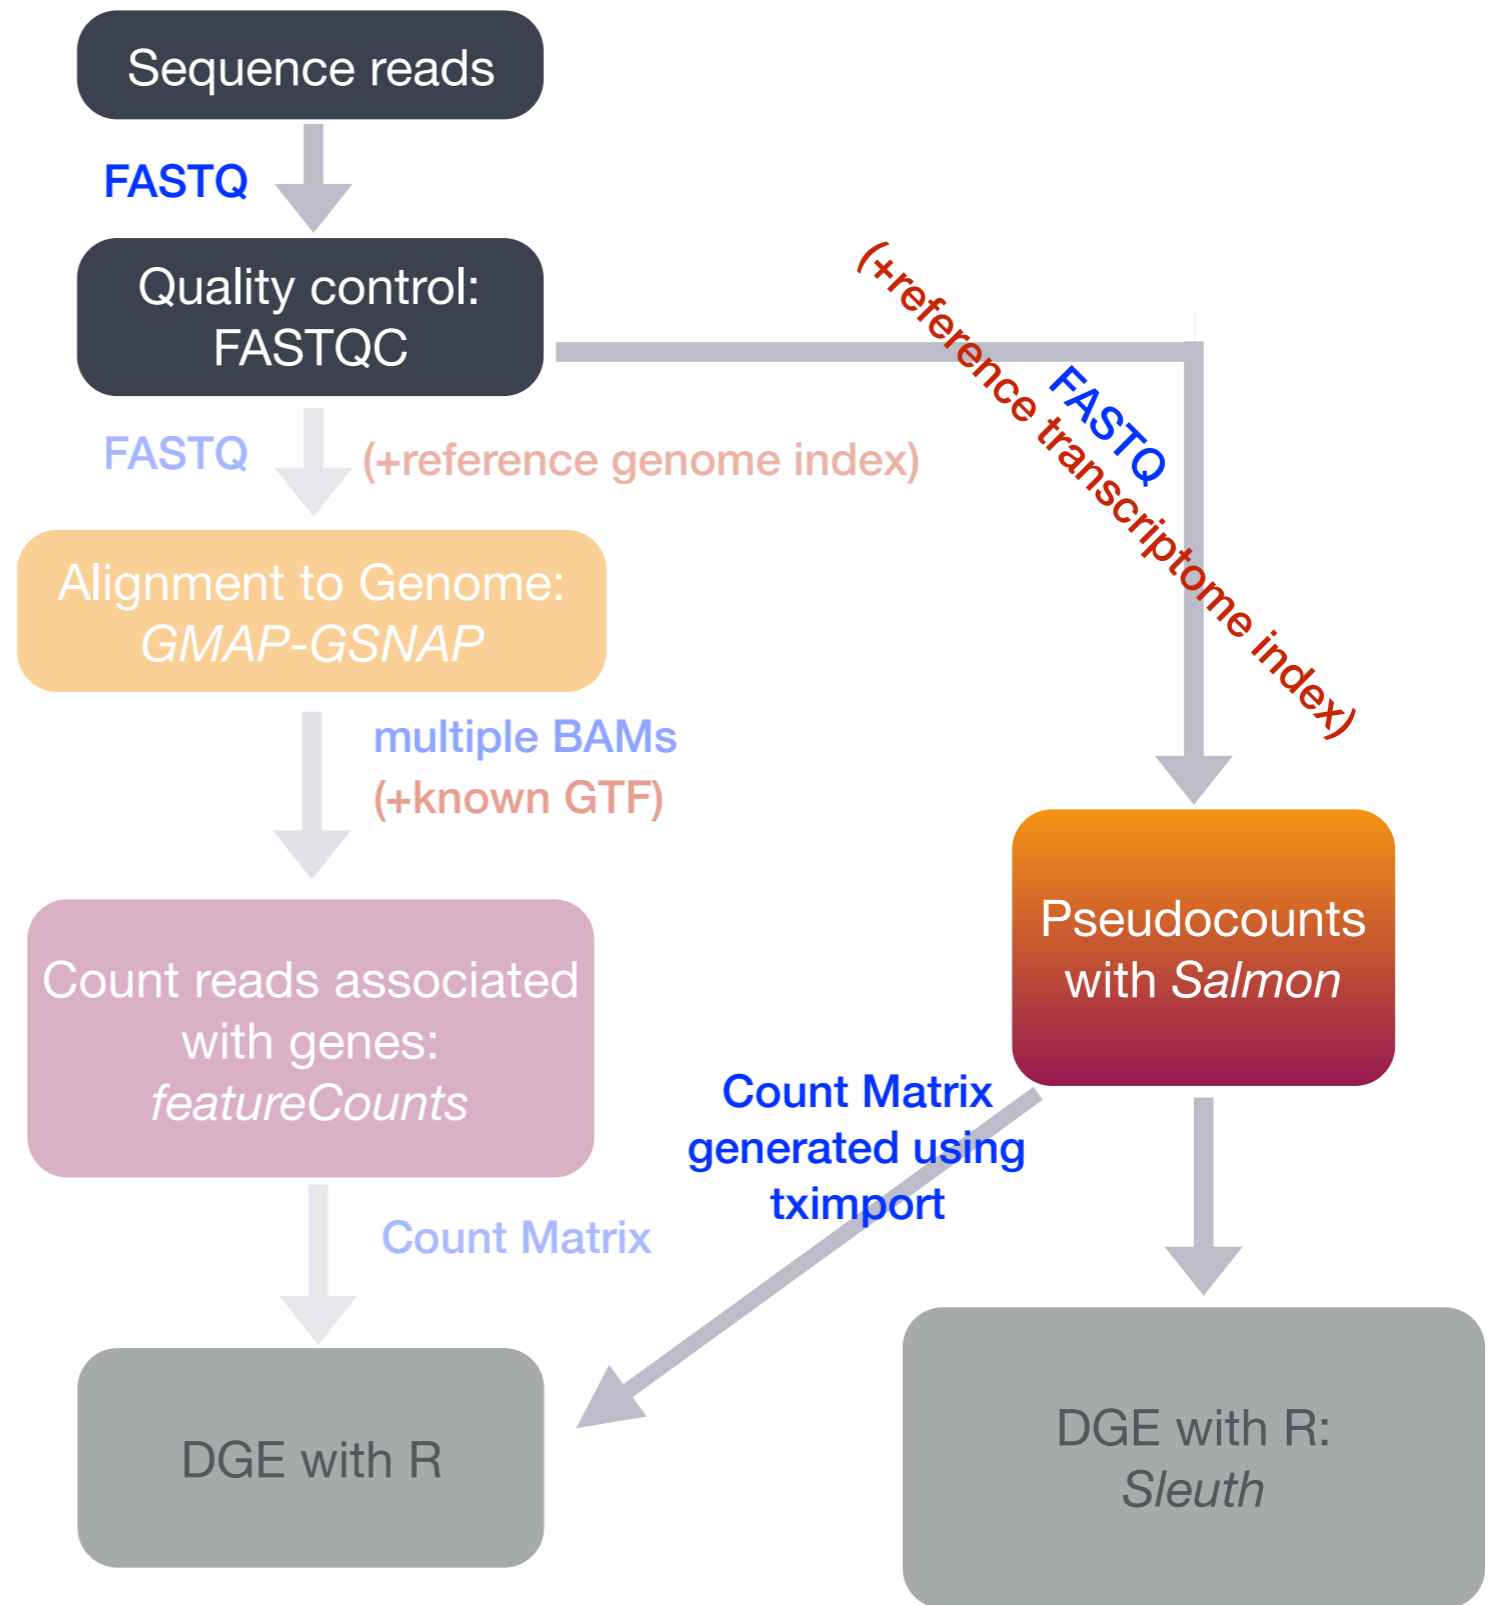 Sequence reads
FASTQ
Quality control:
FASTQC
(+reference transcriptome index)
FASTQ
FASTQ
(+reference genome index)
Alignment to Genome:
GMAP-GSNAP
multiple BAMs
(+known GTF)
Count reads associated
with genes:
featureCounts
Pseudocounts
with Salmon
Count Matrix
generated using
tximport
Count Matrix
DGE with R
DGE with R:
Sleuth